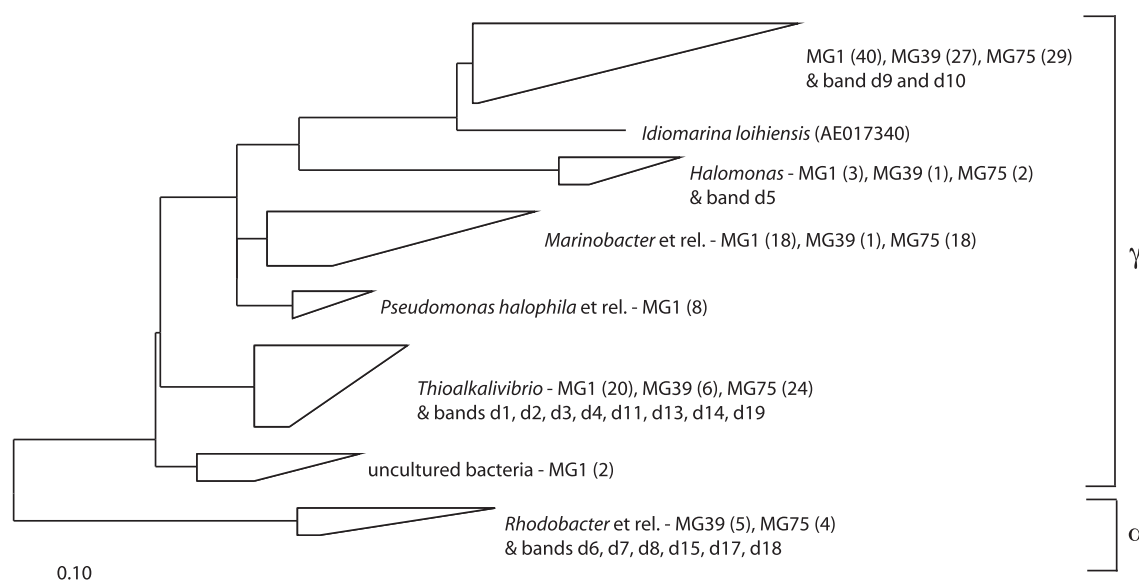 MG1 (40), MG39 (27), MG75 (29)
& band d9 and d10
Idiomarina loihiensis (AE017340)
Halomonas - MG1 (3), MG39 (1), MG75 (2)
& band d5
Marinobacter et rel. - MG1 (18), MG39 (1), MG75 (18)
γ
Pseudomonas halophila et rel. - MG1 (8)
Thioalkalivibrio - MG1 (20), MG39 (6), MG75 (24)
& bands d1, d2, d3, d4, d11, d13, d14, d19
uncultured bacteria - MG1 (2)
Rhodobacter et rel. - MG39 (5), MG75 (4)
& bands d6, d7, d8, d15, d17, d18
α
0.10